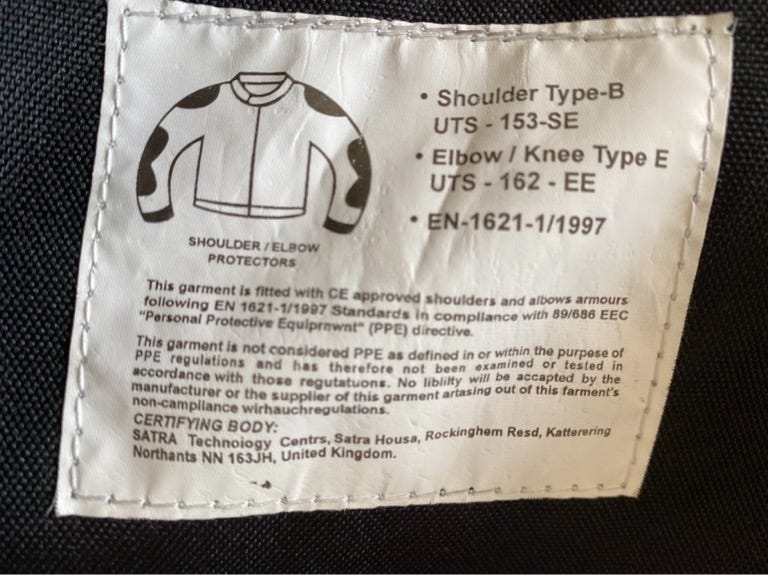 • Shoulder Type-B
UTS - 153-SE
• Elbow / Knee Type E
UTS - 162 - EE
• EN-1621-1/1997
SHOULDER / ELBOW
PROTECTORS
This garment is fitted with CE approved shoulders and albows armours
following EN 1621-1/1997 Standards in compliance with 89/686 EEC
"Personal Protective Equiprnwnt" (PPE) directive.
This garment is not considered PPE as defined in or within the purpese of
PPE regulations and has therefore not been examined or tested in
accordance with those regutatuons. No liblilty will be accapted by the
manufacturer or the supplier of this garment artasing out of this farment's
non-campliance wirhauchregulations.
CERTIFYING BODY:
SATRA Technoiogy Centrs, Satra Housa, Rockinghem Resd, Katterering
Northants NN 163JH, United Kingdom.